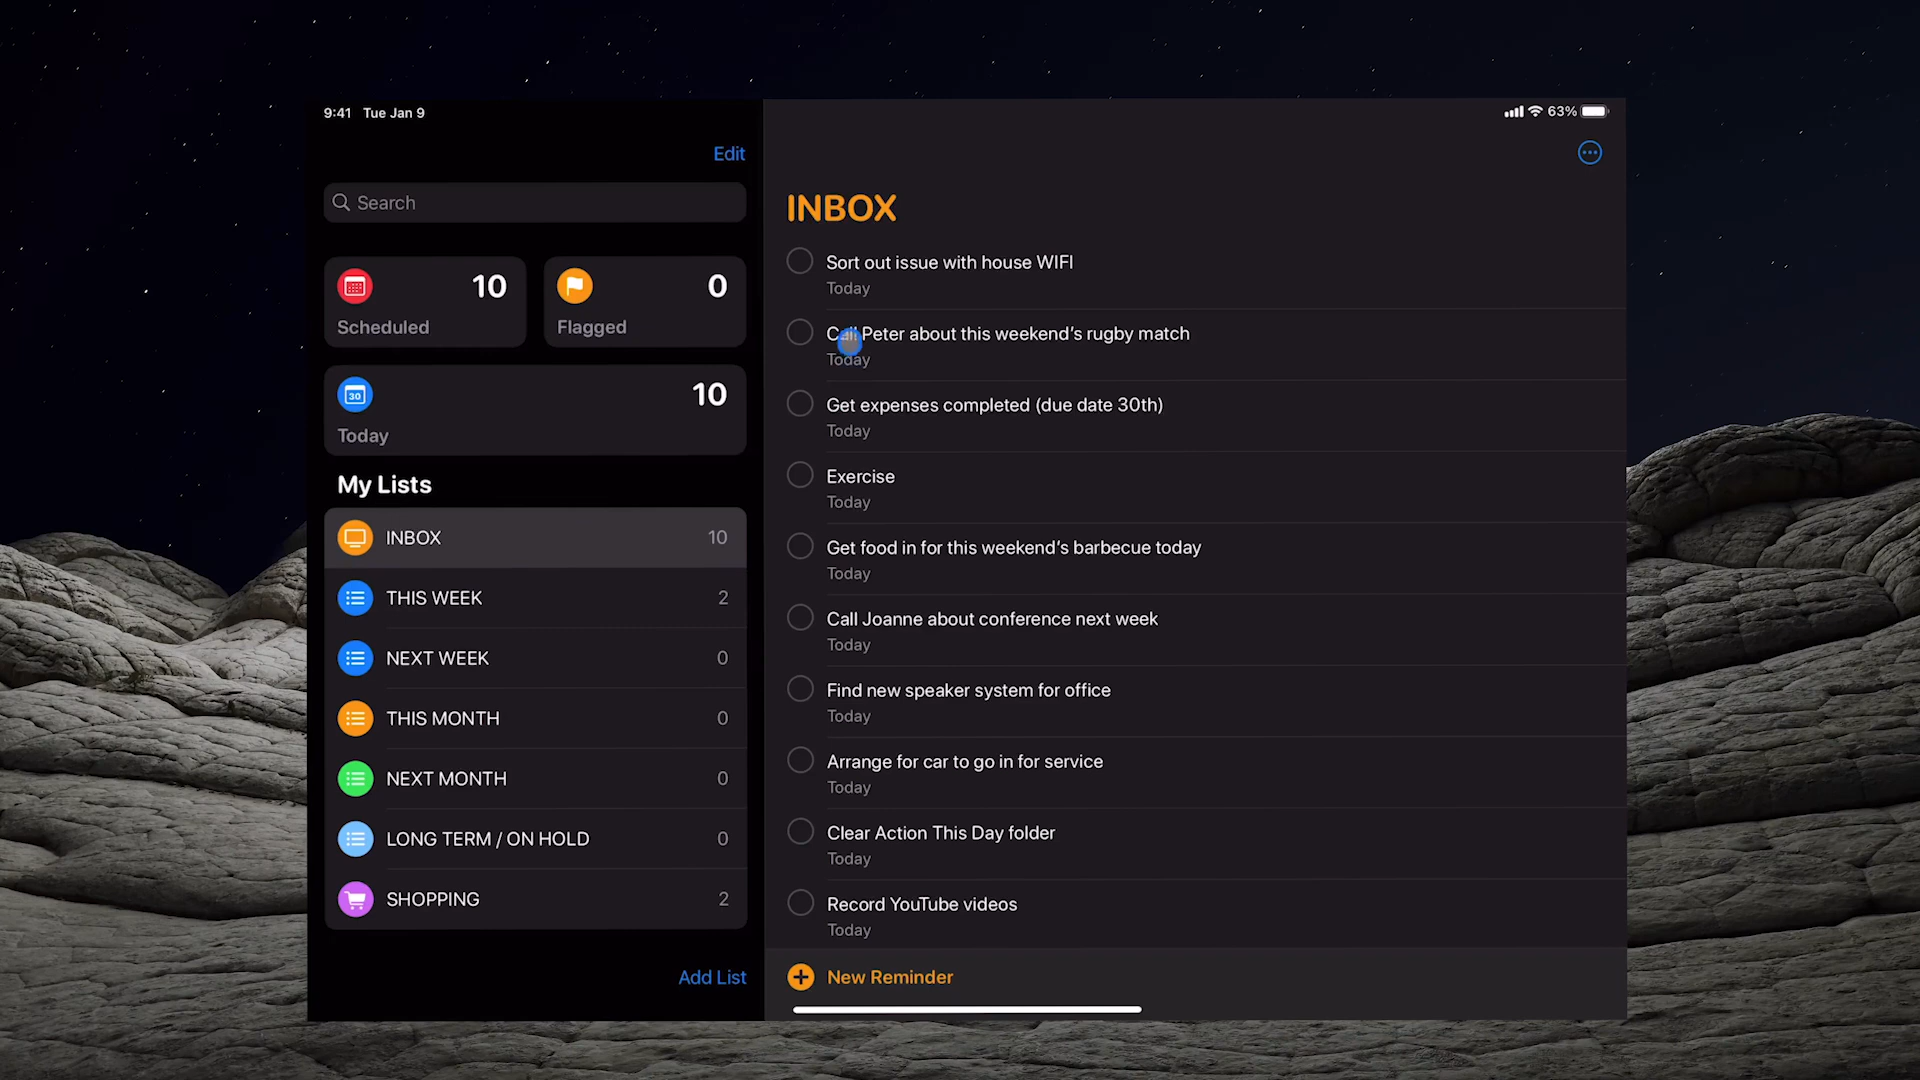 9:41 Tue Jan 9
63%
Edit
Search
10
Scheduled
0
Flagged
30
10
Today
My Lists
INBOX 10
THIS WEEK 2
NEXT WEEK 0
THIS MONTH 0
NEXT MONTH 0
LONG TERM / ON HOLD 0
SHOPPING 2
Add List
INBOX
Sort out issue with house WIFI
Today
Call Peter about this weekend’s rugby match
Today
Get expenses completed (due date 30th)
Today
Exercise
Today
Get food in for this weekend’s barbecue today
Today
Call Joanne about conference next week
Today
Find new speaker system for office
Today
Arrange for car to go in for service
Today
Clear Action This Day folder
Today
Record YouTube videos
Today
New Reminder